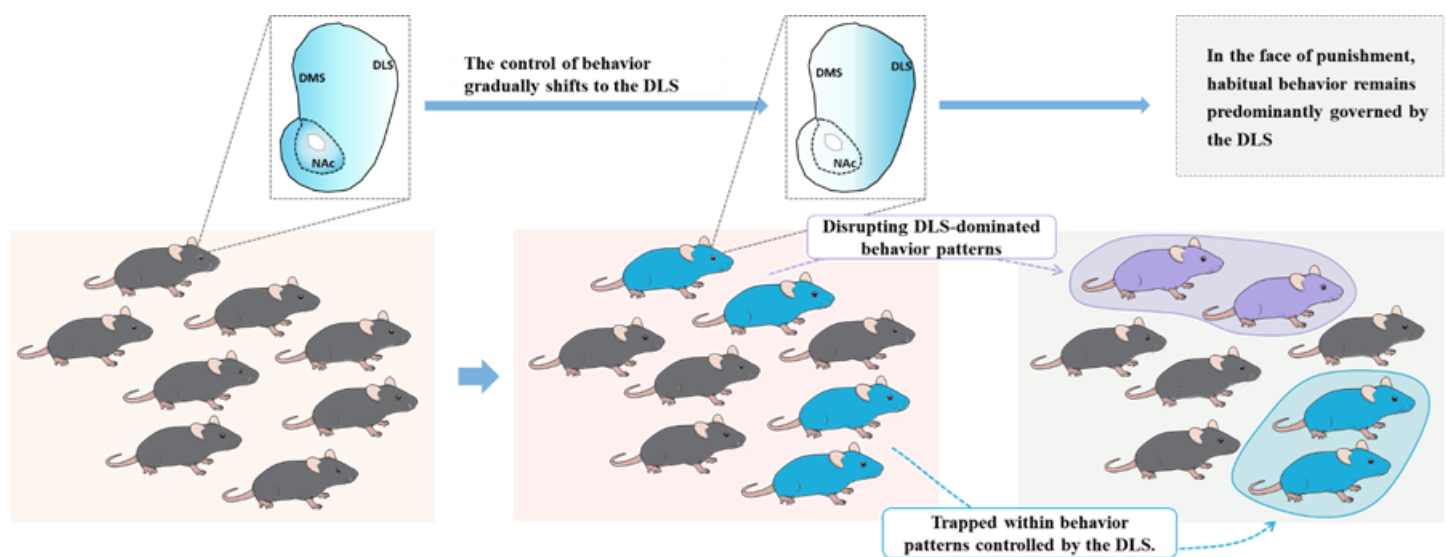 DMS
DLS
NAc
The control of behavior
gradually shifts to the DLS
DMS
DLS
NAc
In the face of punishment,
habitual behavior remains
predominantly governed by
the DLS
Disrupting DLS-dominated
behavior patterns
Trapped within behavior
patterns controlled by the DLS.